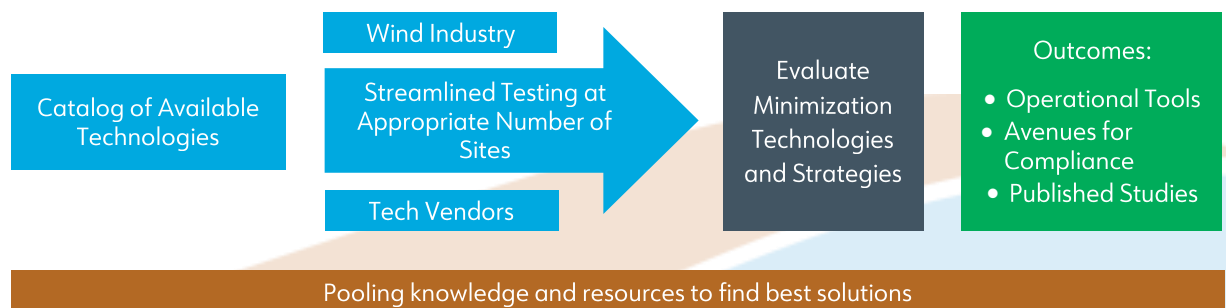 Catalog of Available
Technologies
Wind Industry
Streamlined Testing at
Appropriate Number of
Sites
Tech Vendors
Evaluate
Minimization
Technologies
and Strategies
Outcomes:
• Operational Tools
• Avenues for
Compliance
• Published Studies
Pooling knowledge and resources to find best solutions